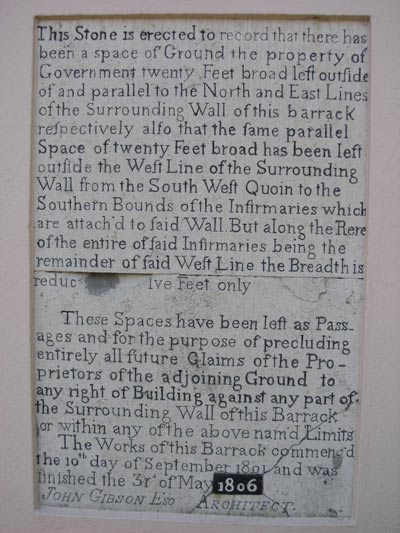 This Stone is erected to record that there has
been a space of Ground the property of
Government twenty Feet broad left outſide
of and parallel to the North and East Lines
of the Surrounding Wall of this barrack
reſpectively alſo that the ſame parallel
Space of twenty Feet broad has been left
outſide the Weſt Line of the Surrounding
Wall from the South Weſt Quoin to the
Southern Bounds of the Infirmaries which
are attach'd to ſaid Wall. But along the Rere
of the entire of ſaid Infirmaries being the
remainder of ſaid Weſt Line the Breadth is
reduc lve Feet only
These Spaces have been left as Paſſ-
ages and for the purpose of precluding
entirely all future Claims of the Pro-
prietors of the adjoining Ground to
any right of Building against any part of
the Surrounding Wall of this Barrack
or within any of the above nam'd Limits
The Works of this Barrack commenc'd
the 10th day of September 1801 and was
finished the 3rd of May 1806
JOHN GIBSON ESQ ARCHITECT.